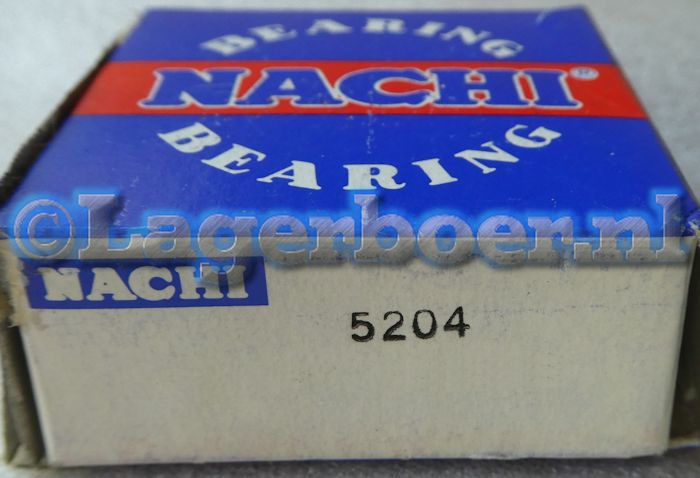 BEARING
NACHI®
BEARING
©Lagerboer.nl
NACHI
5204